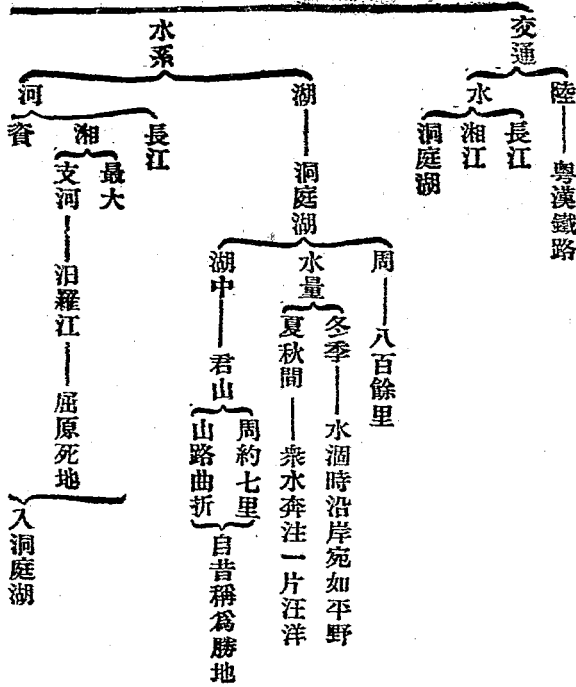 交通
陸
粤漢鐵路
水
長江
湘江
洞庭湖
水系
湖
洞庭湖
周
八百餘里
水量
冬季
水涸時沿岸宛如平野
夏秋間
衆水奔注一片汪洋
湖中
君山
周約七里
山路曲折
自昔稱爲勝地
河
長江
湘
最大
支河
汨羅江
屈原死地
資
入洞庭湖